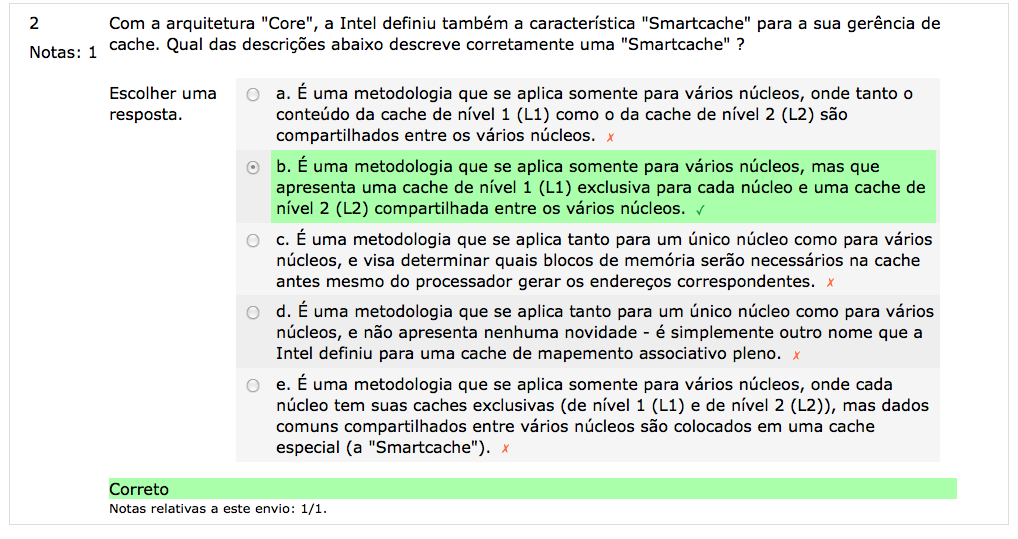 2
Notas: 1
Com a arquitetura "Core", a Intel definiu também a característica "Smartcache" para a sua gerência de
cache. Qual das descrições abaixo descreve corretamente uma "Smartcache" ?
Escolher uma
resposta.
a. É uma metodologia que se aplica somente para vários núcleos, onde tanto o
conteúdo da cache de nível 1 (L1) como o da cache de nível 2 (L2) são
compartilhados entre os vários núcleos. ✗
b. É uma metodologia que se aplica somente para vários núcleos, mas que
apresenta uma cache de nível 1 (L1) exclusiva para cada núcleo e uma cache de
nível 2 (L2) compartilhada entre os vários núcleos. ✓
c. É uma metodologia que se aplica tanto para um único núcleo como para vários
núcleos, e visa determinar quais blocos de memória serão necessários na cache
antes mesmo do processador gerar os endereços correspondentes. ✗
d. É uma metodologia que se aplica tanto para um único núcleo como para vários
núcleos, e não apresenta nenhuma novidade - é simplemente outro nome que a
Intel definiu para uma cache de mapemento associativo pleno. ✗
e. É uma metodologia que se aplica somente para vários núcleos, onde cada
núcleo tem suas caches exclusivas (de nível 1 (L1) e de nível 2 (L2)), mas dados
comuns compartilhados entre vários núcleos são colocados em uma cache
especial (a "Smartcache"). ✗
Correto
Notas relativas a este envio: 1/1.